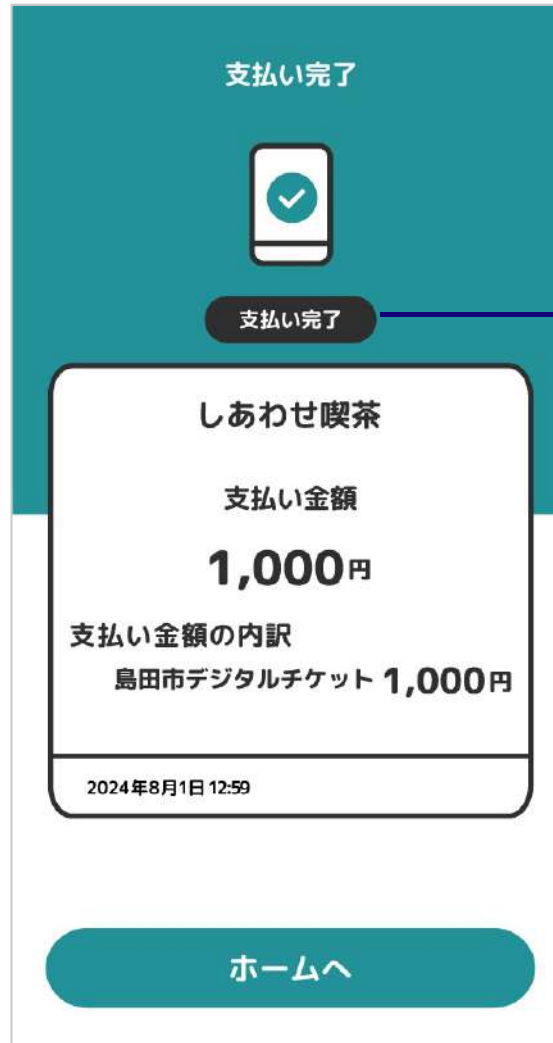 支払い完了
支払い完了
しあわせ喫茶
支払い金額
1,000円
支払い金額の内訳
島田市デジタルチケット 1,000円
2024年8月1日 12:59
ホームへ